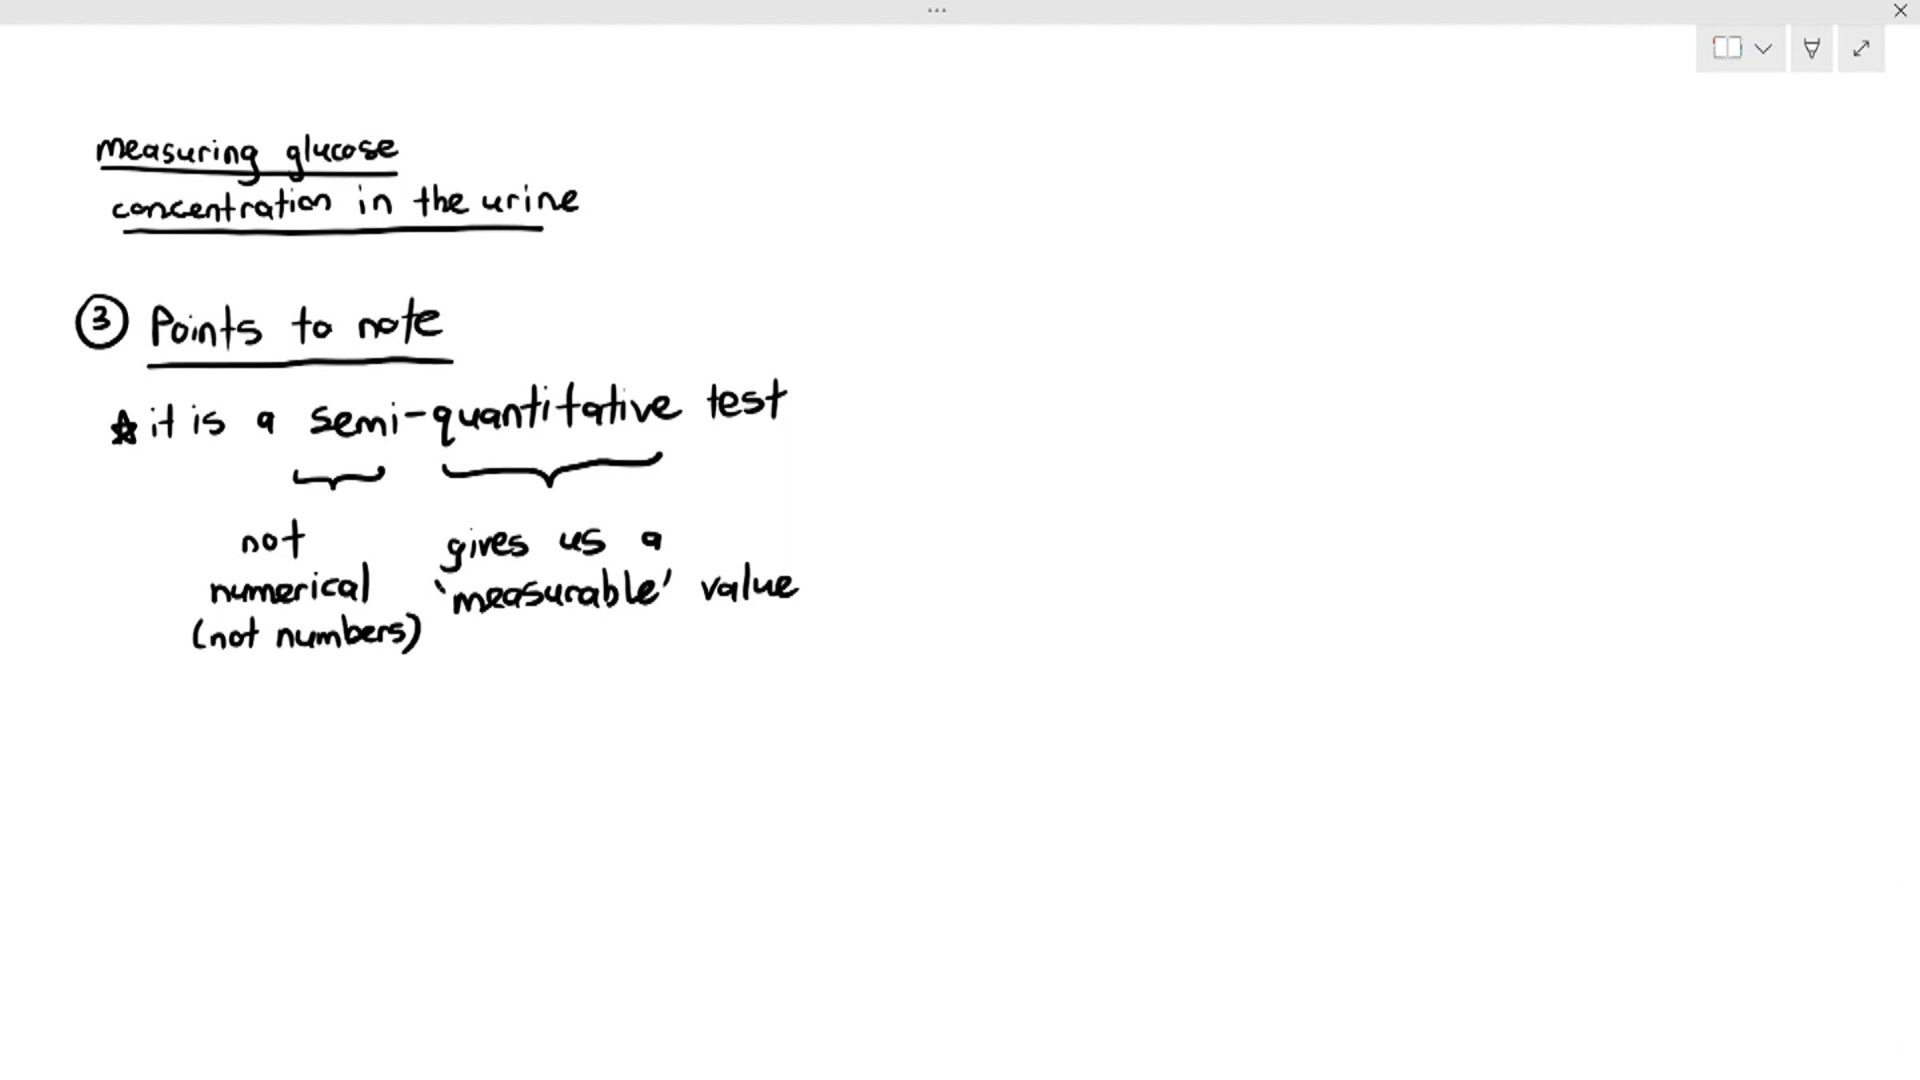 measuring glucose
concentration in the urine
③ Points to note
☆ it is a semi-quantitative test
not
numerical
(not numbers)
gives us a
'measurable' value